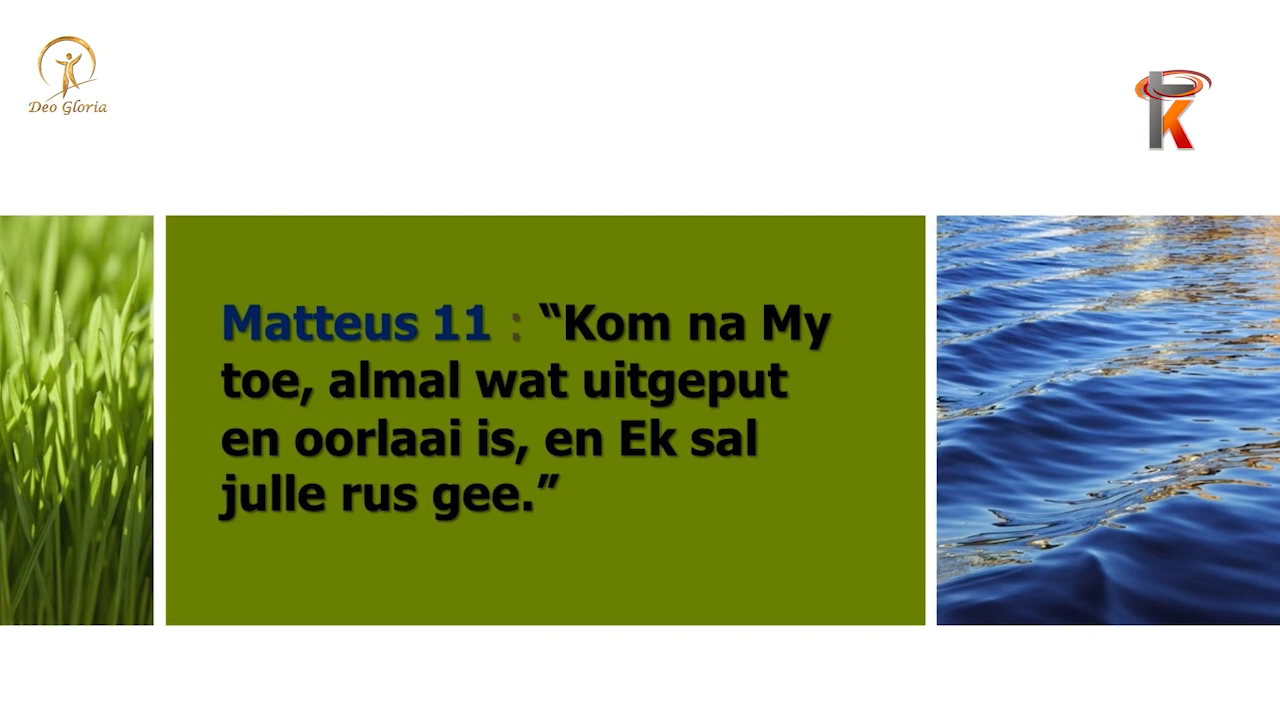 Deo Gloria
Matteus 11 : “Kom na My
toe, almal wat uitgeput
en oorlaai is, en Ek sal
julle rus gee.”